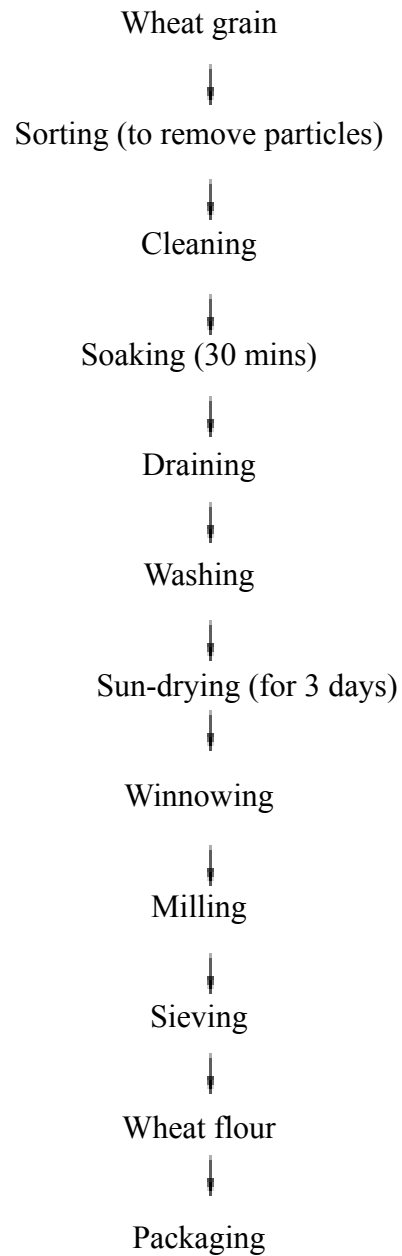 Wheat grain
Sorting (to remove particles)
Cleaning
Soaking (30 mins)
Draining
Washing
Sun-drying (for 3 days)
Winnowing
Milling
Sieving
Wheat flour
Packaging